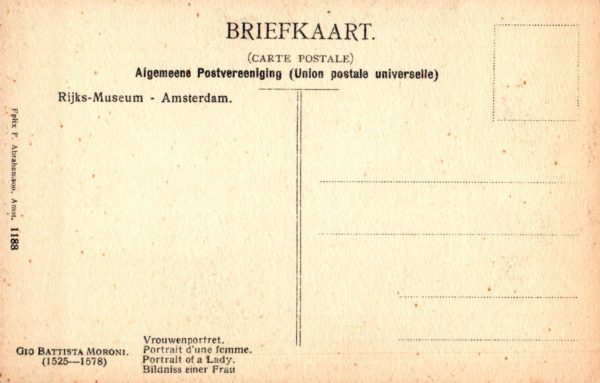 BRIEFKAART.
(CARTE POSTALE)
Algemeene Postvereeniging (Union postale universelle)
Rijks-Museum - Amsterdam.
Felix P. Abrahamson, Amst. 1188
GIO BATTISTA MORONI.
(1525—1578)
Vrouwenportret.
Portrait d'une femme.
Portrait of a Lady.
Bildniss einer Frau